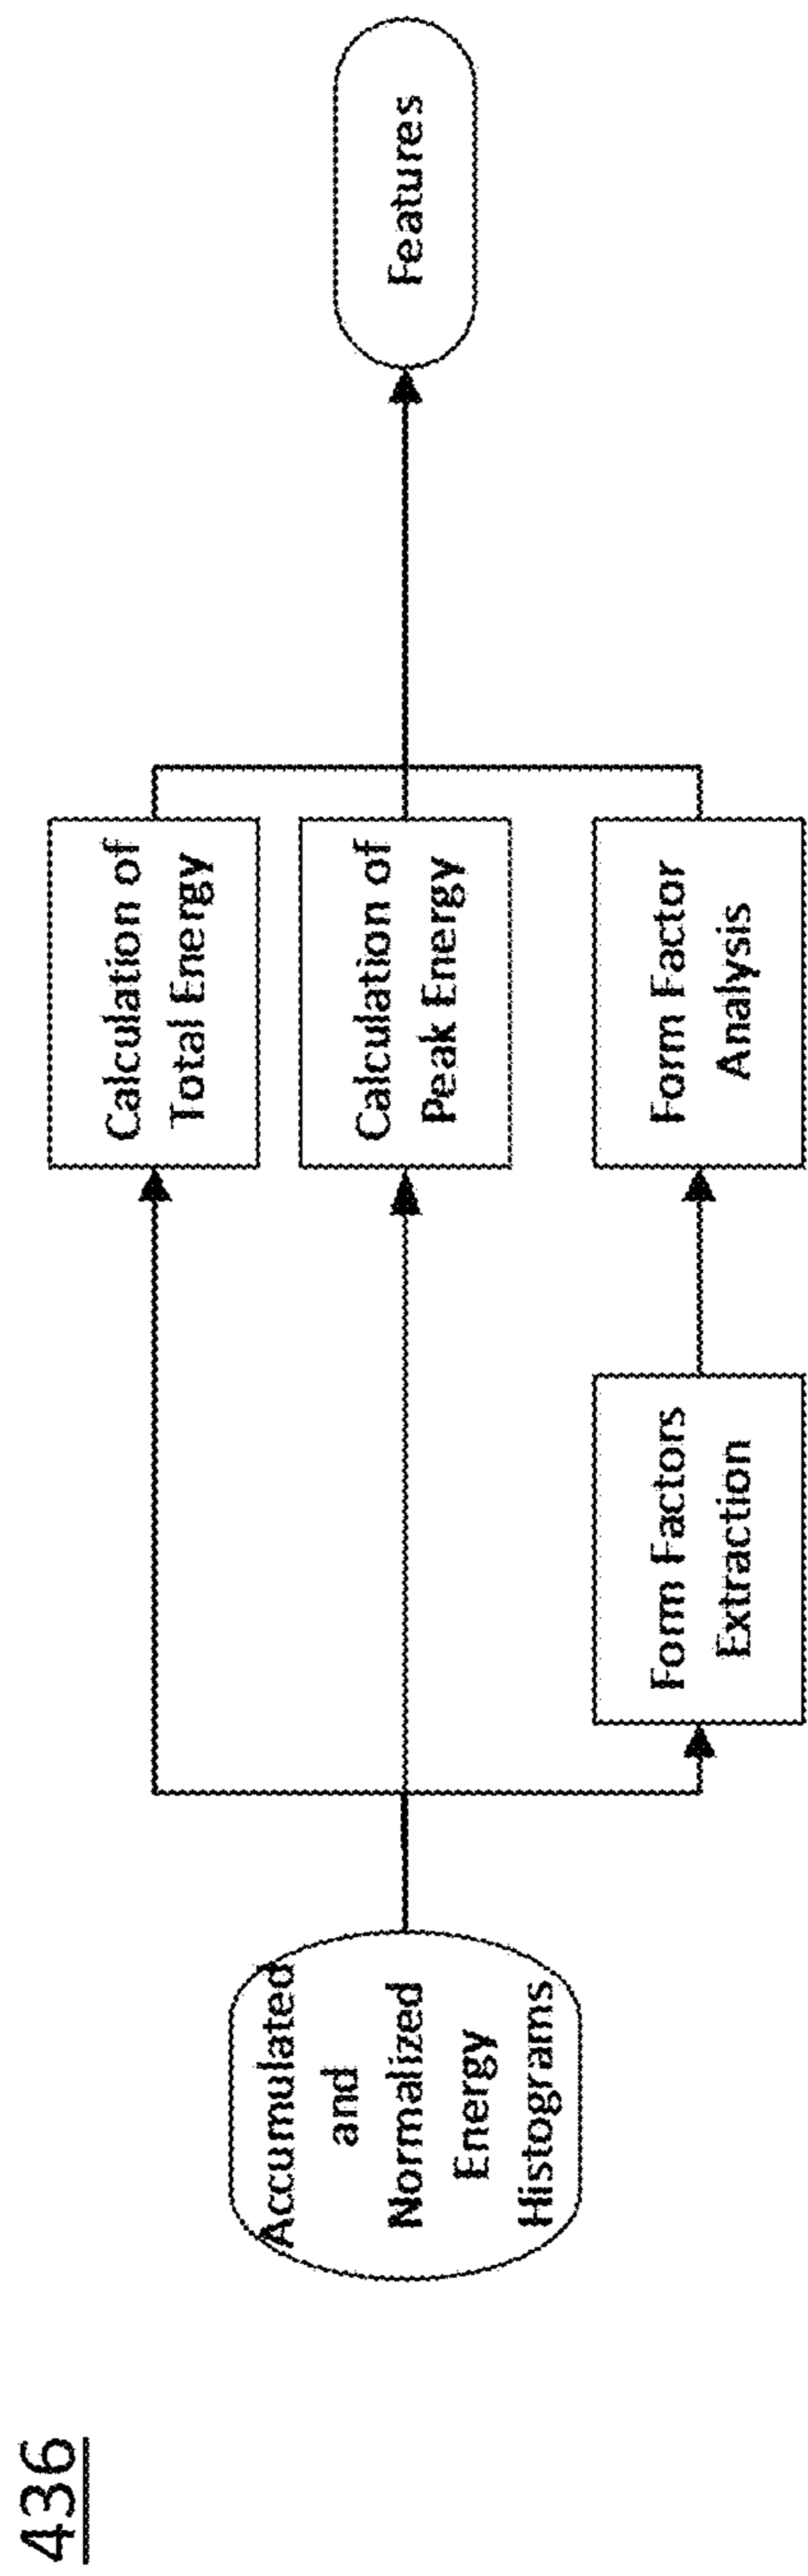 436
Accumulated
and
Normalized
Energy
Histograms
Calculation of
Total Energy
Calculation of
Peak Energy
Form Factors
Extraction
Form Factor
Analysis
Features